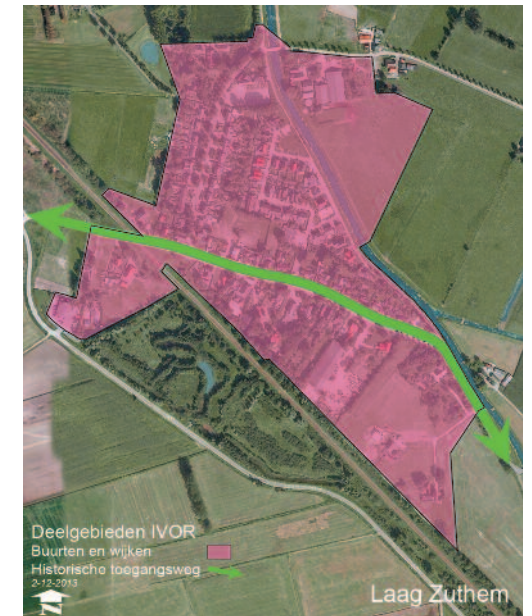 Deelgebieden IVOR
Buurten en wijken
Historische toegangsweg
2-12-2013
N
Laag Zuthem